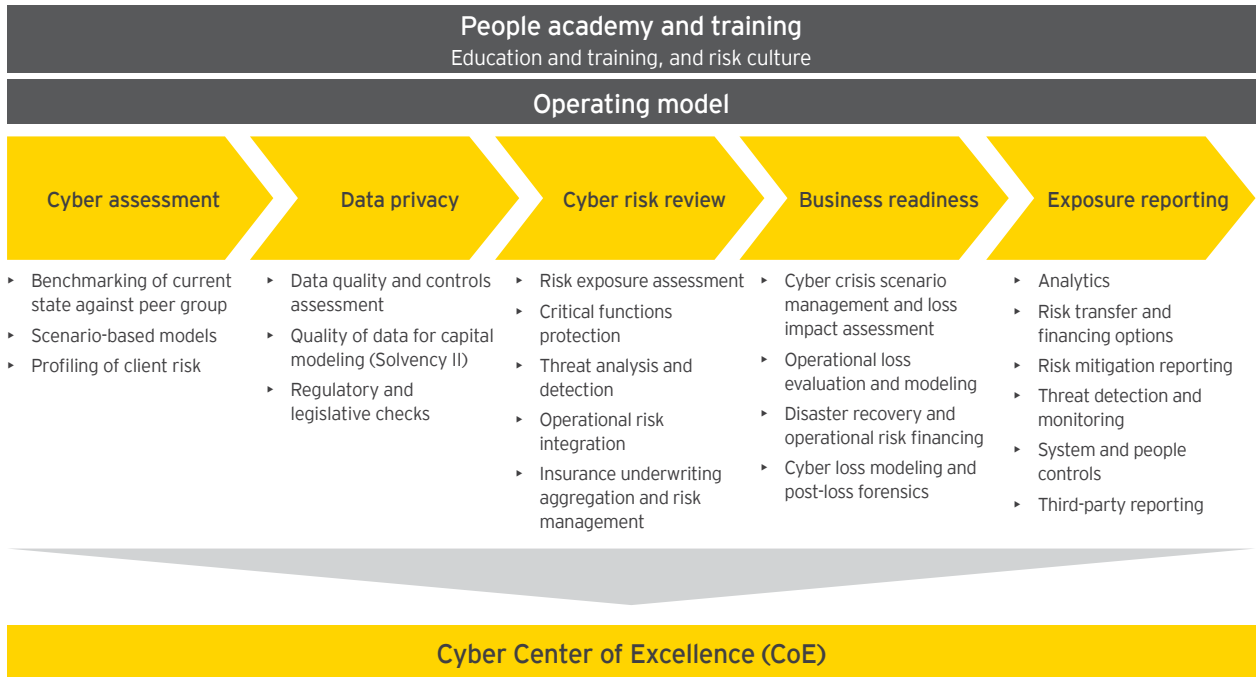 People academy and training
Education and training, and risk culture
Operating model
Cyber assessment
Data privacy
Cyber risk review
Business readiness
Exposure reporting
‣ Benchmarking of current
state against peer group
‣ Scenario-based models
‣ Profiling of client risk
‣ Data quality and controls
assessment
‣ Quality of data for capital
modeling (Solvency II)
‣ Regulatory and
legislative checks
‣ Risk exposure assessment
‣ Critical functions
protection
‣ Threat analysis and
detection
‣ Operational risk
integration
‣ Insurance underwriting
aggregation and risk
management
‣ Cyber crisis scenario
management and loss
impact assessment
‣ Operational loss
evaluation and modeling
‣ Disaster recovery and
operational risk financing
‣ Cyber loss modeling and
post-loss forensics
‣ Analytics
‣ Risk transfer and
financing options
‣ Risk mitigation reporting
‣ Threat detection and
monitoring
‣ System and people
controls
‣ Third-party reporting
Cyber Center of Excellence (CoE)